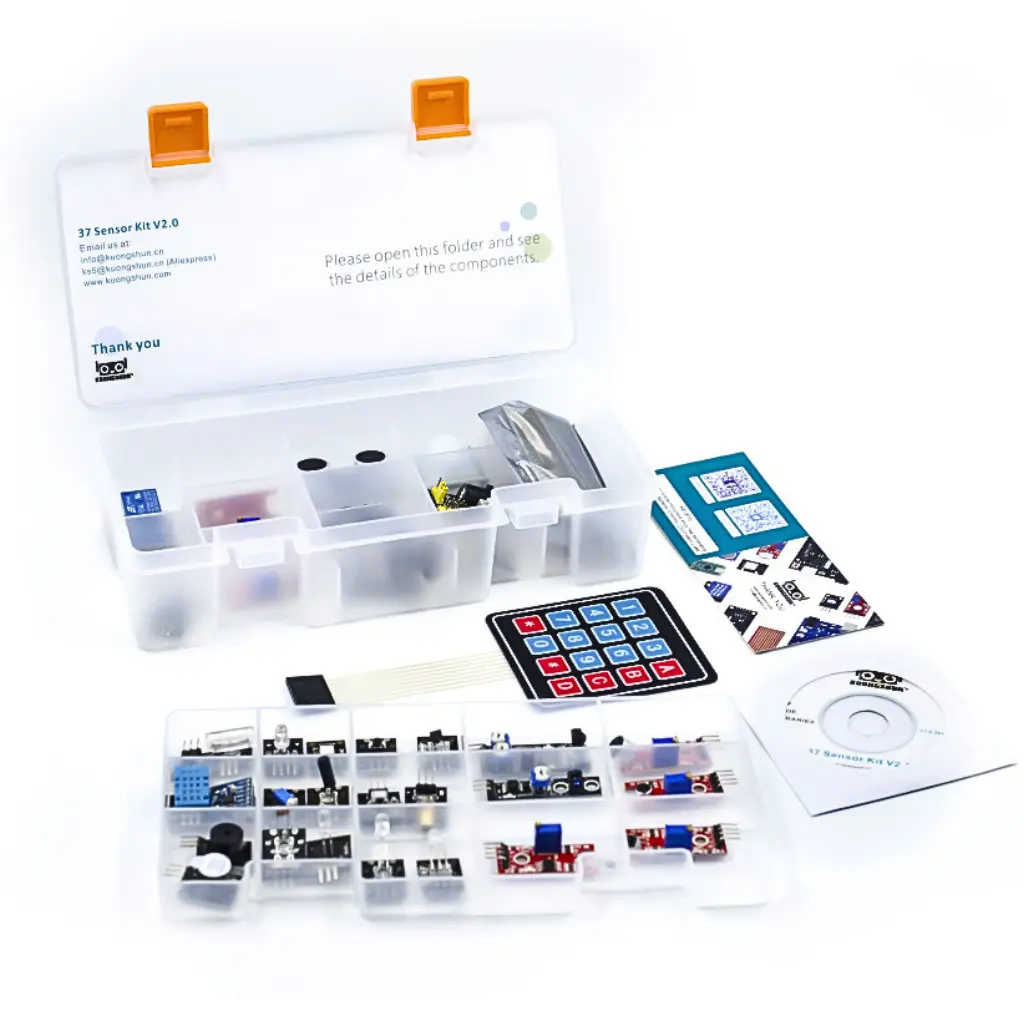 37 Sensor Kit V2.0
Email us at:
info@kuongshun.cn
ks5@kuongshun.cn (Aliexpress)
www.kuongshun.com
Please open this folder and see
the details of the components.
Thank you
KUONGSHUN
1
2
3
A
4
5
6
B
7
8
9
C
*
0
#
D
KUONGSHUN
37 Sensor Kit V2